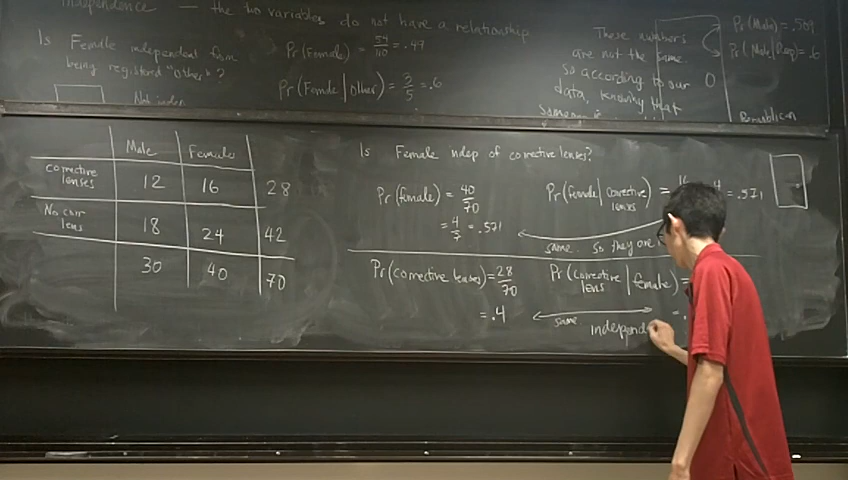 independence — the two variables do not have a relationship
Is Female independent from
being registered "Other"?
Not indep
Pr(Female) = 54/110 = .49
Pr(Female | Other) = 3/5 = .6
These numbers
are not the same
so according to our
data, knowing that
someone is
Pr(Male) = .509
Pr(Male | Rep) = .6
0
Republican
Male Female
corrective lenses 12 16 28
No corr lens 18 24 42
30 40 70
Is Female indep of corrective lenses?
Pr(female) = 40/70
= 4/7 = .571
Pr(female | corrective lenses) = 16 = .571
same. So they are
Pr(corrective lenses) = 28/70
= .4
Pr(corrective lens | female) =
= .
same
independ